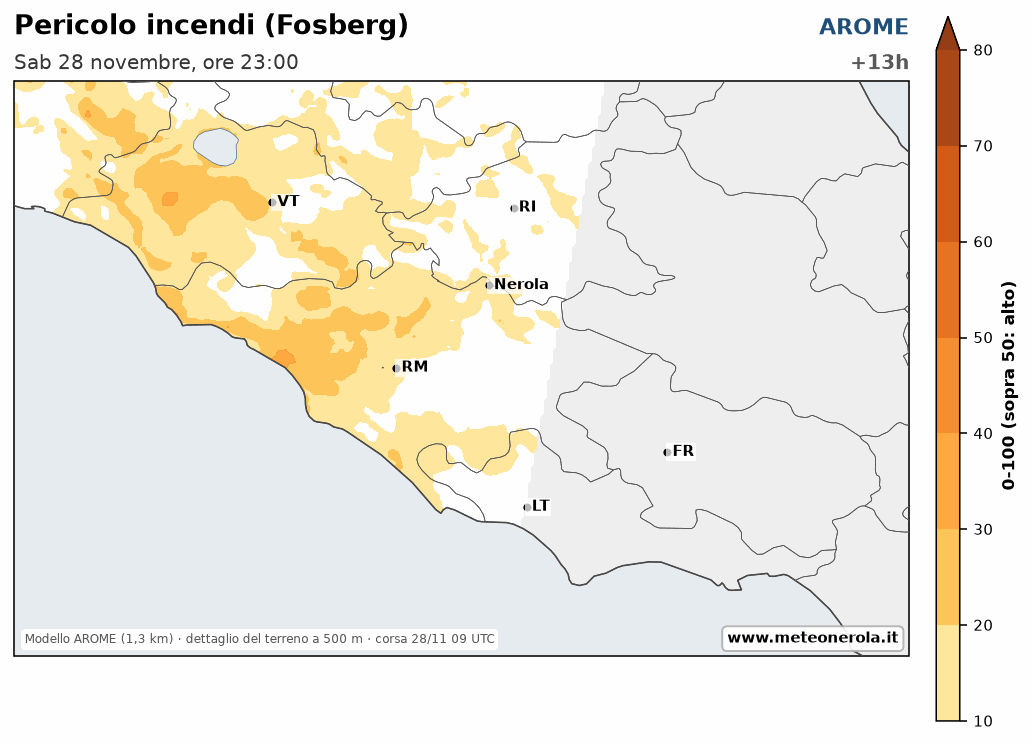 Pericolo incendi (Fosberg)
AROME
Sab 28 novembre, ore 23:00
+13h
VT
RI
Nerola
RM
FR
LT
Modello AROME (1,3 km) · dettaglio del terreno a 500 m · corsa 28/11 09 UTC
www.meteonerola.it
80
70
60
50
40
30
20
10
0-100 (sopra 50: alto)